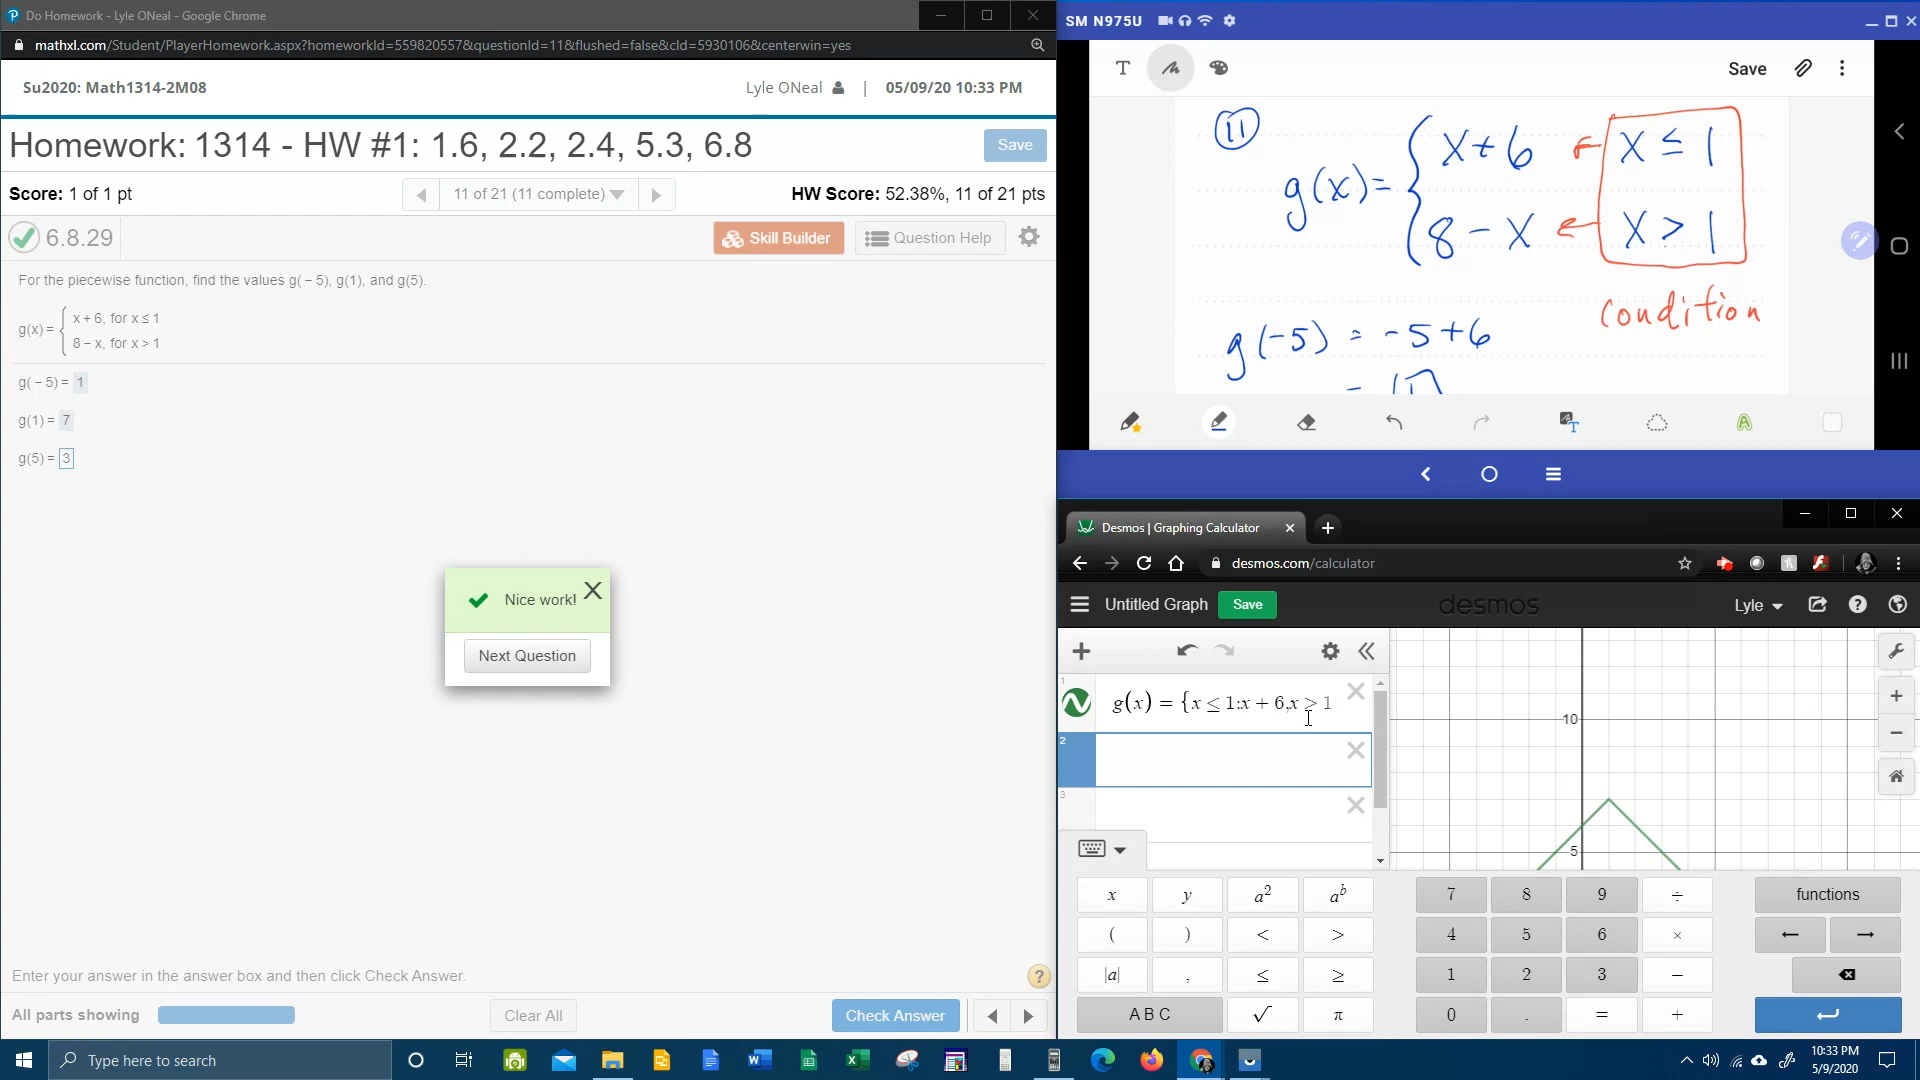 Do Homework - Lyle ONeal - Google Chrome
mathxl.com/Student/PlayerHomework.aspx?homeworkId=559820557&questionId=11&flushed=false&cId=5930106&centerwin=yes
Su2020: Math1314-2M08
Lyle ONeal | 05/09/20 10:33 PM
Homework: 1314 - HW #1: 1.6, 2.2, 2.4, 5.3, 6.8
Save
Score: 1 of 1 pt
11 of 21 (11 complete)
HW Score: 52.38%, 11 of 21 pts
6.8.29
Skill Builder
Question Help
For the piecewise function, find the values g( − 5), g(1), and g(5).
g(x) = { x + 6, for x ≤ 1
8 − x, for x > 1
g( − 5) = 1
g(1) = 7
g(5) = 3
Nice work! X
Next Question
Enter your answer in the answer box and then click Check Answer.
?
All parts showing
Clear All
Check Answer
SM N975U
T
Save
11
g(x) = { x+6 ← x ≤ 1
8 - x ← x > 1
condition
g(-5) = -5+6
Desmos | Graphing Calculator
desmos.com/calculator
Untitled Graph
Save
desmos
Lyle
1
g(x) = {x ≤ 1:x + 6,x > 1
2
3
10
5
x y a² aᵇ 7 8 9 ÷ functions
( ) < > 4 5 6 × ← →
|a| , ≤ ≥ 1 2 3 −
A B C √ π 0 . = +
Type here to search
10:33 PM
5/9/2020